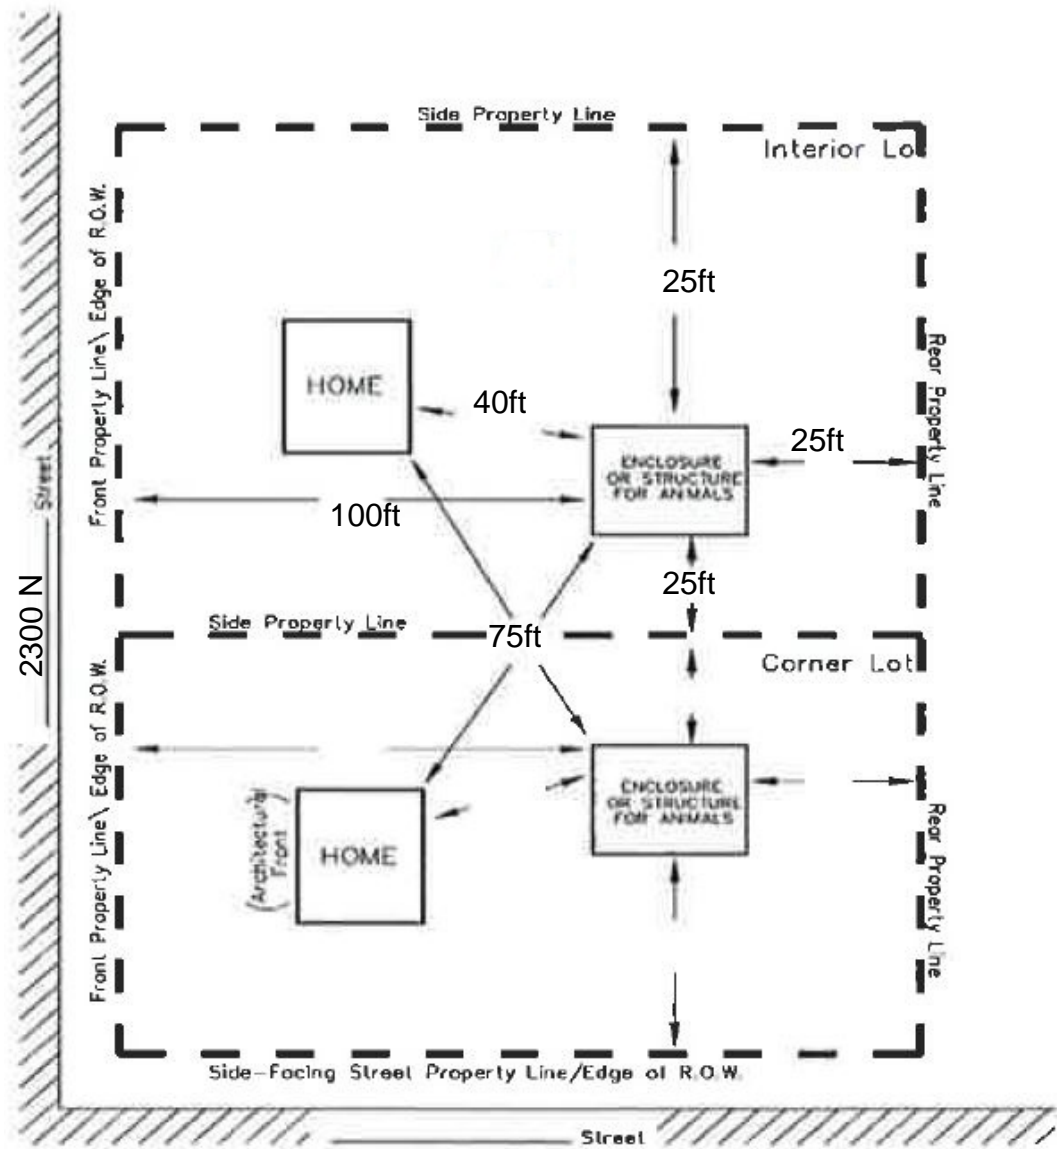 Side Property Line
Interior Lo
Front Property Line\ Edge of R.O.W.
25ft
HOME
40ft
Rear Property Line
25ft
ENCLOSURE
OR STRUCTURE
FOR ANIMALS
Street
100ft
25ft
2300 N
Side Property Line
75ft
Corner Lot
Front Property Line\ Edge of R.O.W.
(Architectural
Front)
HOME
ENCLOSURE
OR STRUCTURE
FOR ANIMALS
Rear Property Line
Side-Facing Street Property Line/Edge of R.O.W.
Street